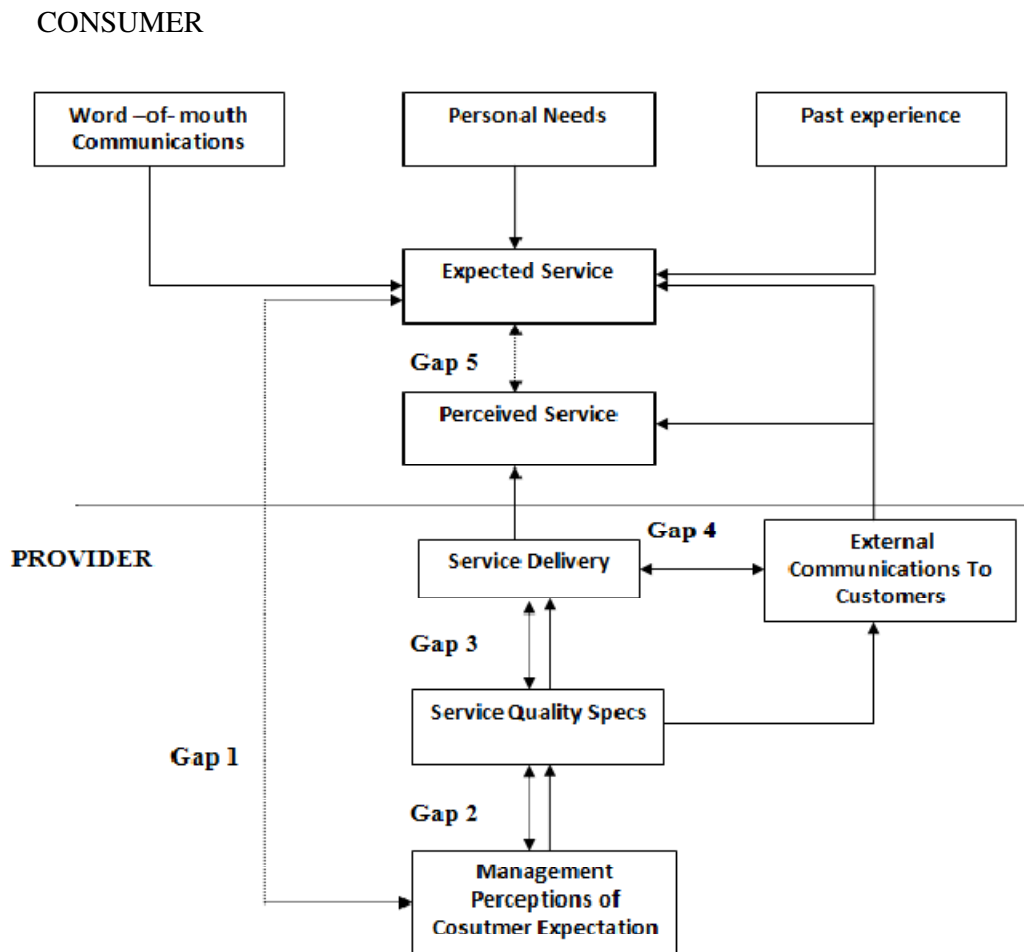 CONSUMER
Word –of- mouth
Communications
Personal Needs
Past experience
Expected Service
Gap 5
Perceived Service
PROVIDER
Service Delivery
Gap 4
External
Communications To
Customers
Gap 3
Service Quality Specs
Gap 1
Gap 2
Management
Perceptions of
Cosutmer Expectation